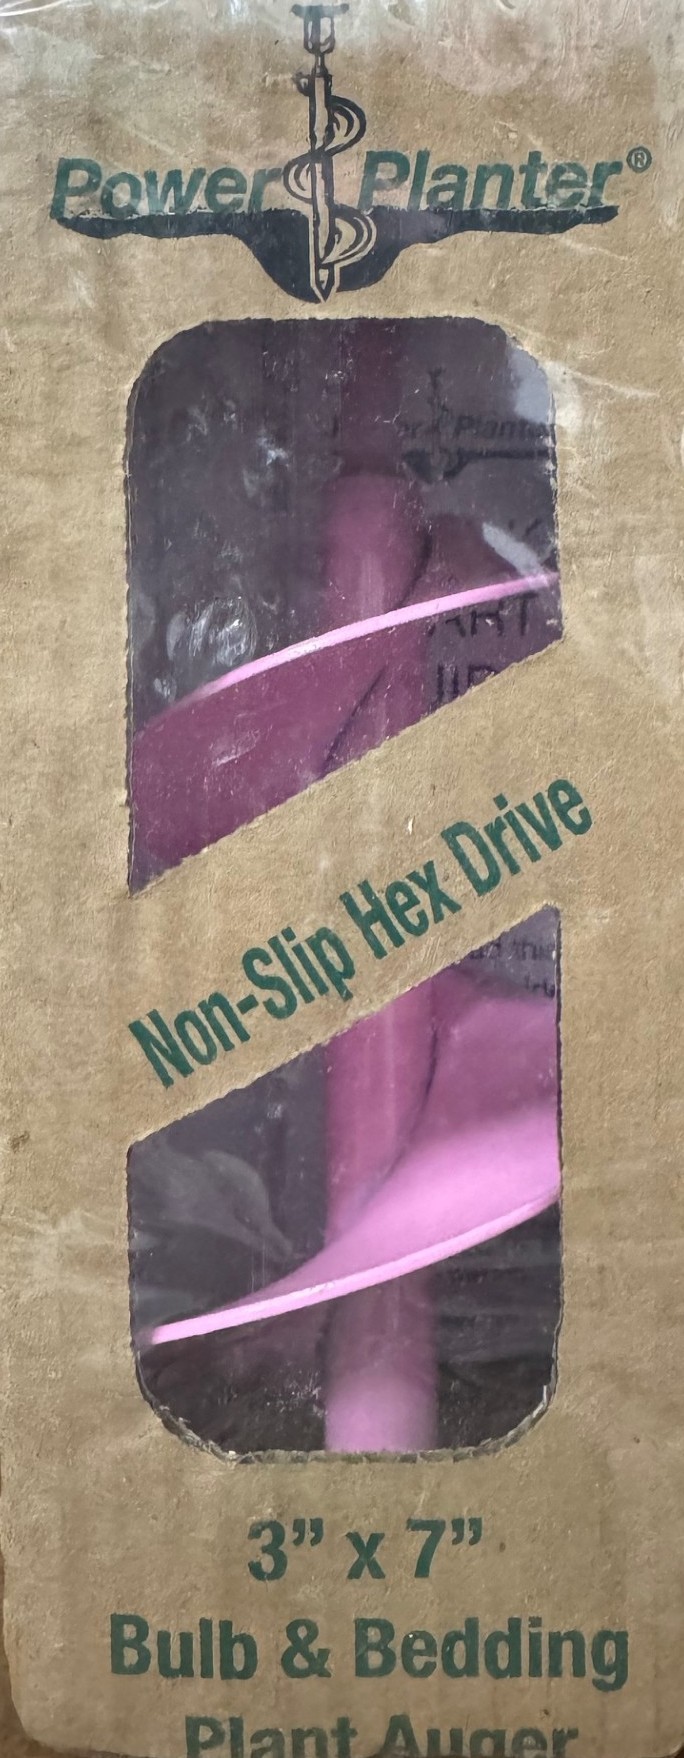 Power Planter®
Non-Slip Hex Drive
3” x 7”
Bulb & Bedding
Plant Auger